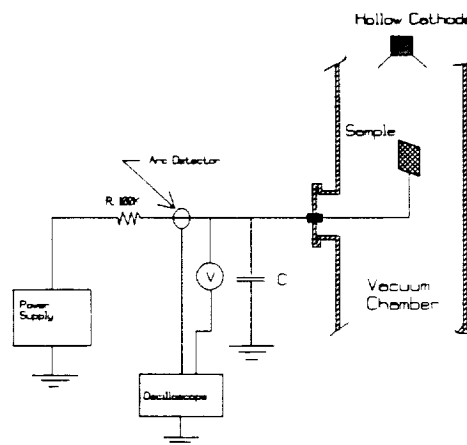 Hollow Cathode
Sample
Arc Detector
R
V
C
Power
Supply
Vacuum
Chamber
Oscilloscope